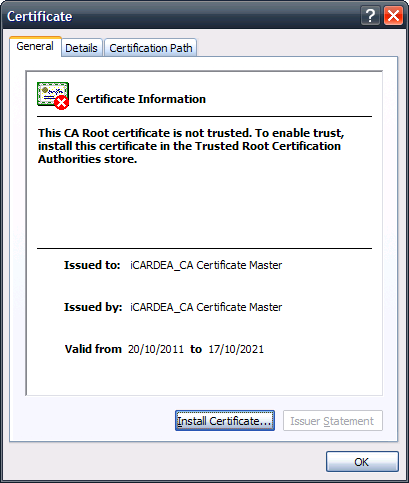 Certificate
General Details Certification Path
Certificate Information
This CA Root certificate is not trusted. To enable trust,
install this certificate in the Trusted Root Certification
Authorities store.
Issued to: iCARDEA_CA Certificate Master
Issued by: iCARDEA_CA Certificate Master
Valid from 20/10/2011 to 17/10/2021
Install Certificate... Issuer Statement
OK